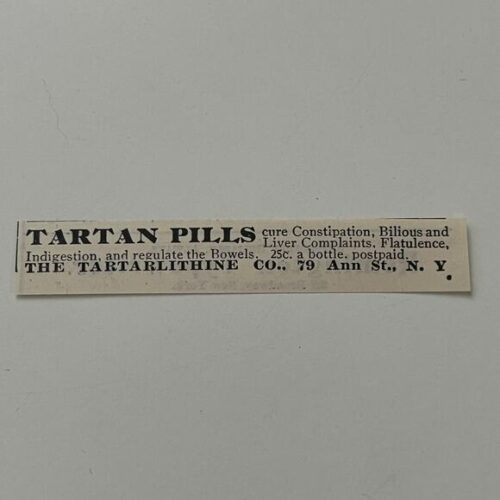 TARTAN PILLS cure Constipation, Bilious and
Liver Complaints. Flatulence,
Indigestion, and regulate the Bowels. 25c. a bottle. postpaid.
THE TARTARLITHINE CO., 79 Ann St., N. Y.